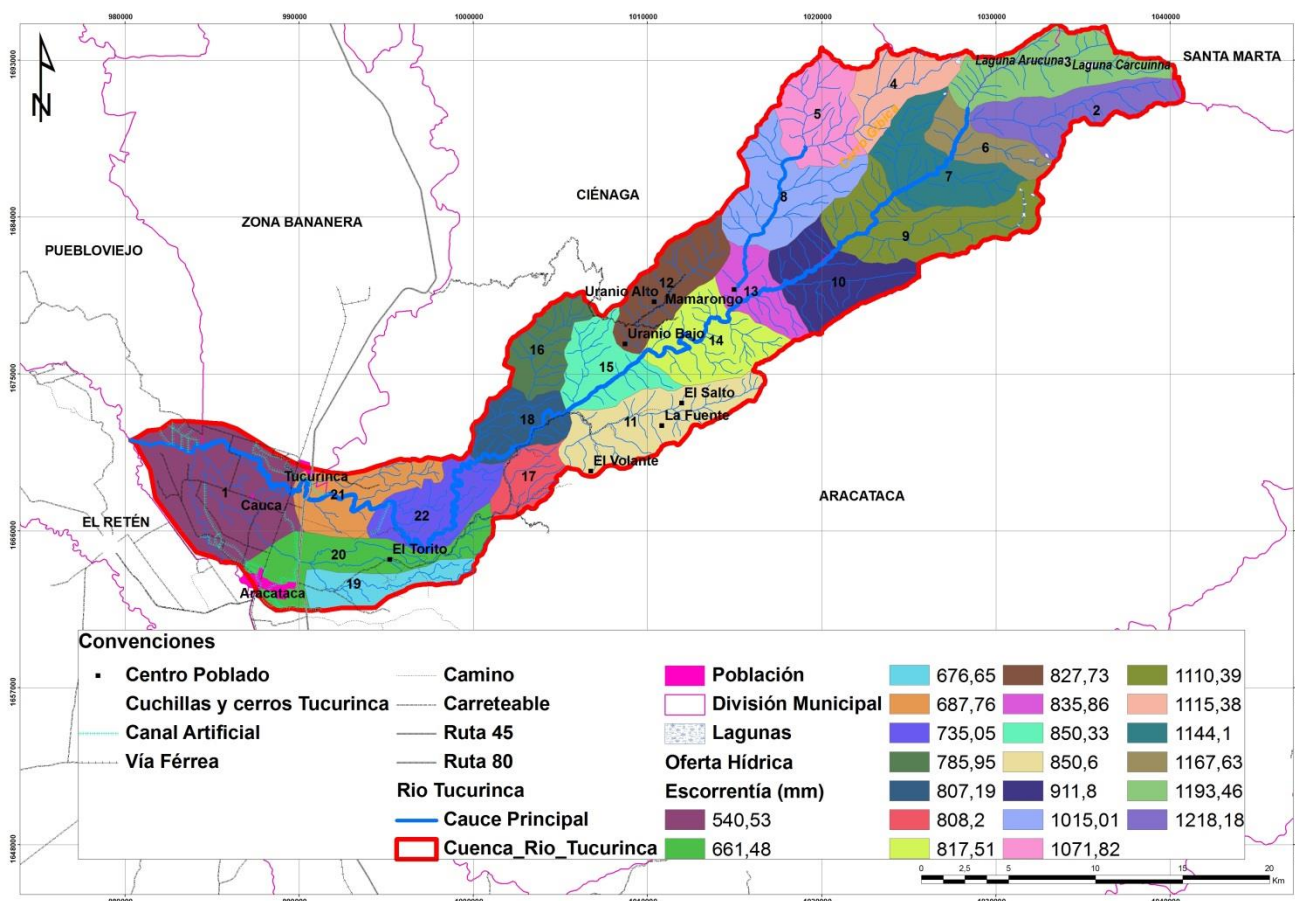 980000
990000
1000000
1010000
1020000
1030000
1040000
1693000
1684000
1675000
1666000
1657000
1648000
N
SANTA MARTA
Laguna Arucuna
3
Laguna Carcuinha
4
2
5
6
7
CIÉNAGA
8
ZONA BANANERA
9
PUEBLOVIEJO
12
10
Uranio Alto
13
Mamarongo
Uranio Bajo
14
16
15
El Salto
18
11
La Fuente
El Volante
Tucurinca
17
1
21
ARACATACA
Cauca
22
EL RETÉN
20
El Torito
19
Aracataca
Convenciones
Centro Poblado
Cuchillas y cerros Tucurinca
Canal Artificial
Vía Férrea
Camino
Carreteable
Ruta 45
Ruta 80
Rio Tucurinca
Cauce Principal
Cuenca_Rio_Tucurinca
Población
División Municipal
Lagunas
Oferta Hídrica
Escorrentía (mm)
540,53
661,48
676,65
687,76
735,05
785,95
807,19
808,2
817,51
827,73
835,86
850,33
850,6
911,8
1015,01
1071,82
1110,39
1115,38
1144,1
1167,63
1193,46
1218,18
0 2,5 5 10 15 20
Km